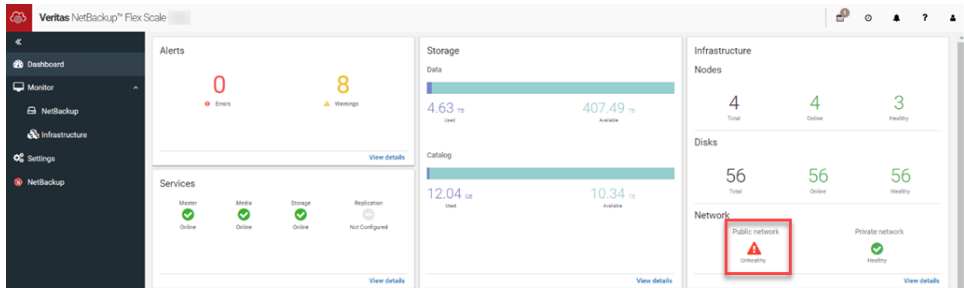 Veritas NetBackup™ Flex Scale
Dashboard
Monitor
NetBackup
Infrastructure
Settings
NetBackup
Alerts
0
Errors
8
Warnings
View details
Services
Master
Online
Media
Online
Storage
Online
Replication
Not Configured
View details
Storage
Data
4.63 TB
Used
407.49 TB
Available
Catalog
12.04 GB
Used
10.34 TB
Available
View details
Infrastructure
Nodes
4
Total
4
Online
3
Healthy
Disks
56
Total
56
Online
56
Healthy
Network
Public network
Unhealthy
Private network
Healthy
View details